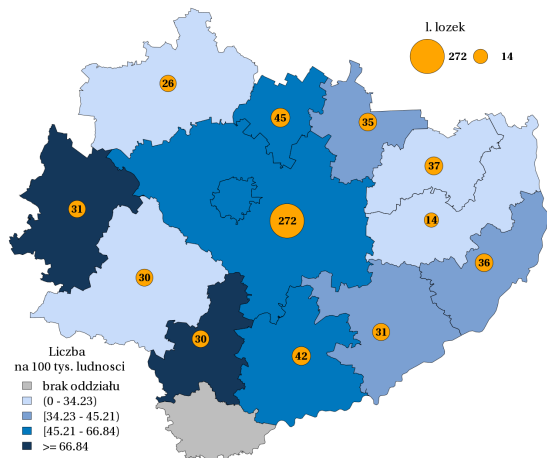 l. lozek
272 14
26
45
35
37
31
272
14
36
30
30
31
42
Liczba
na 100 tys. ludnosci
brak oddziału
(0 - 34.23)
[34.23 - 45.21)
[45.21 - 66.84)
>= 66.84